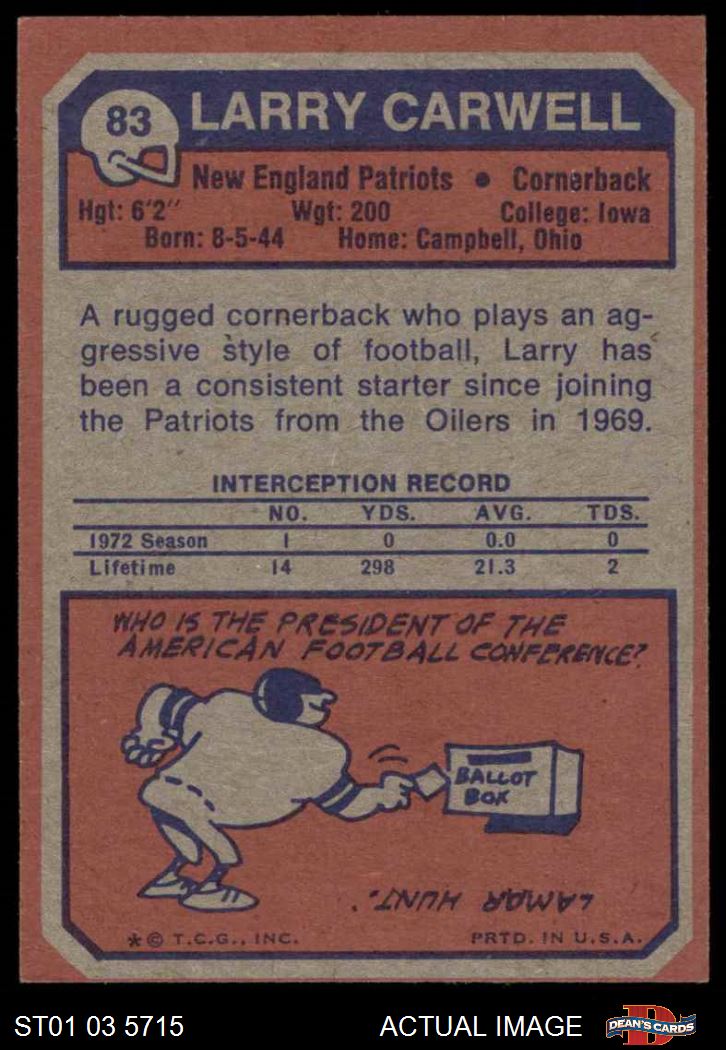 83
LARRY CARWELL
New England Patriots • Cornerback
Hgt: 6'2" Wgt: 200 College: Iowa
Born: 8-5-44 Home: Campbell, Ohio
A rugged cornerback who plays an ag-
gressive style of football, Larry has
been a consistent starter since joining
the Patriots from the Oilers in 1969.
INTERCEPTION RECORD
NO. YDS. AVG. TDS.
1972 Season 1 0 0.0 0
Lifetime 14 298 21.3 2
WHO IS THE PRESIDENT OF THE
AMERICAN FOOTBALL CONFERENCE?
BALLOT
BOX
LAMAR HUNT.
* © T.C.G., INC. PRTD. IN U.S.A.
ST01 03 5715 ACTUAL IMAGE
DEAN'S CARDS